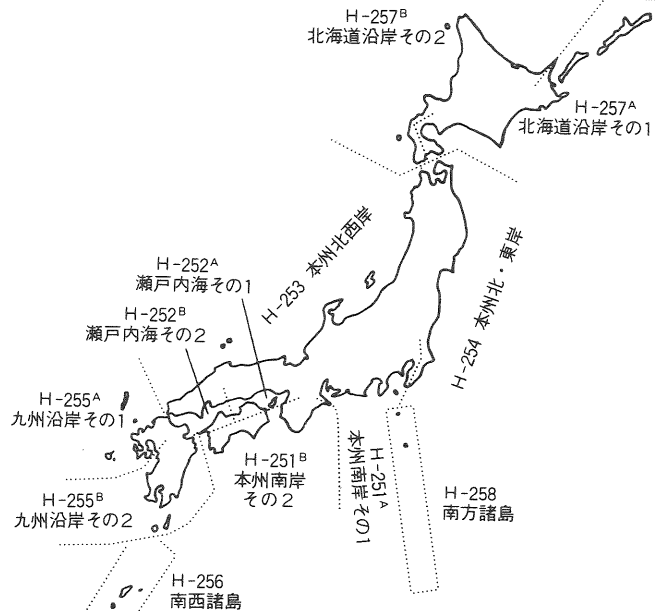 H-257ᴮ
北海道沿岸その2
H-257ᴬ
北海道沿岸その1
H-253 本州北西岸
H-254 本州北・東岸
H-252ᴬ
瀬戸内海その1
H-252ᴮ
瀬戸内海その2
H-255ᴬ
九州沿岸その1
H-251ᴮ
本州南岸
その2
H-251ᴬ
本州南岸その1
H-258
南方諸島
H-255ᴮ
九州沿岸その2
H-256
南西諸島